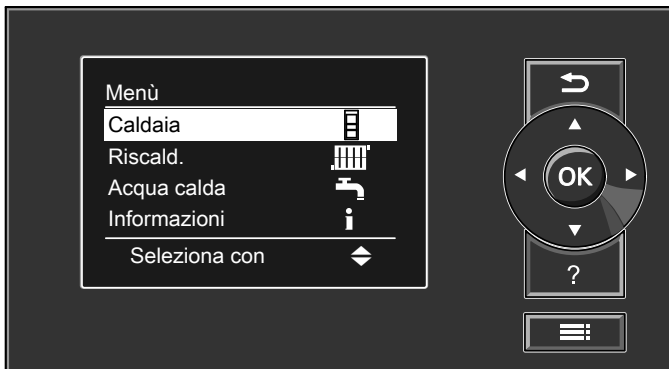 Menù
Caldaia
Riscald.
Acqua calda
Informazioni
Seleziona con
OK
?